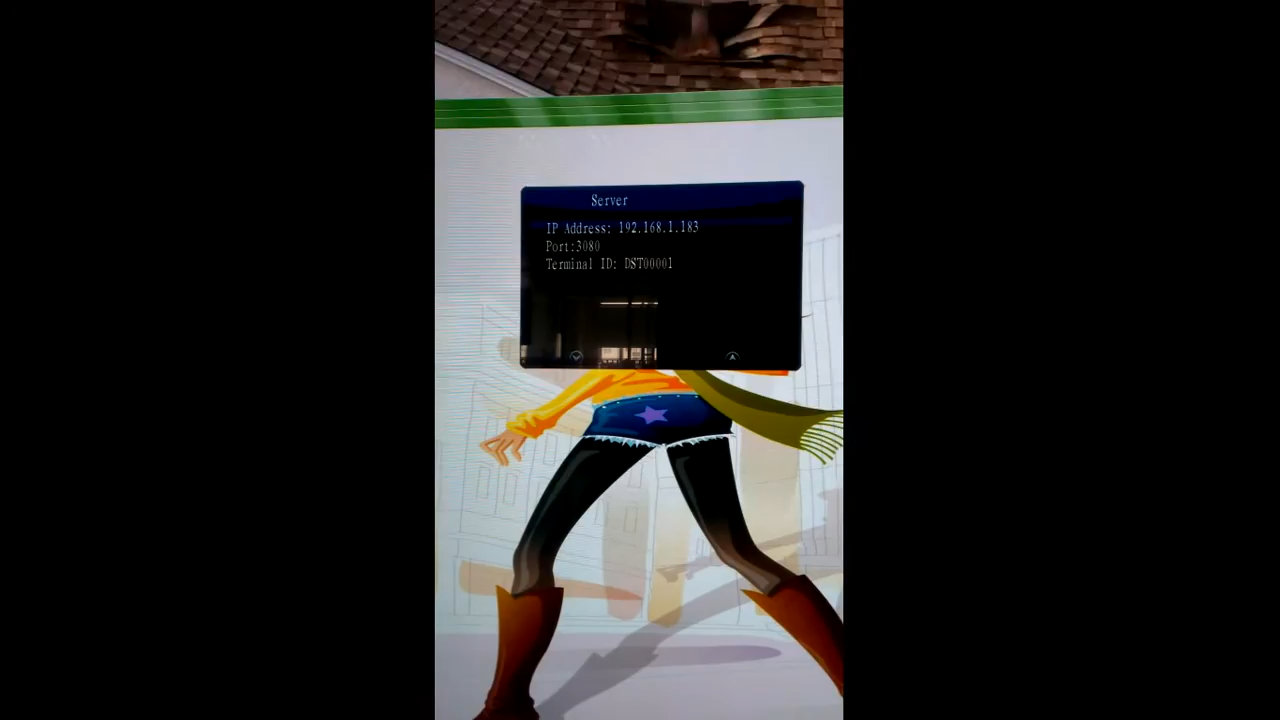 Server
IP Address: 192.168.1.183
Port:3080
Terminal ID: DST00001